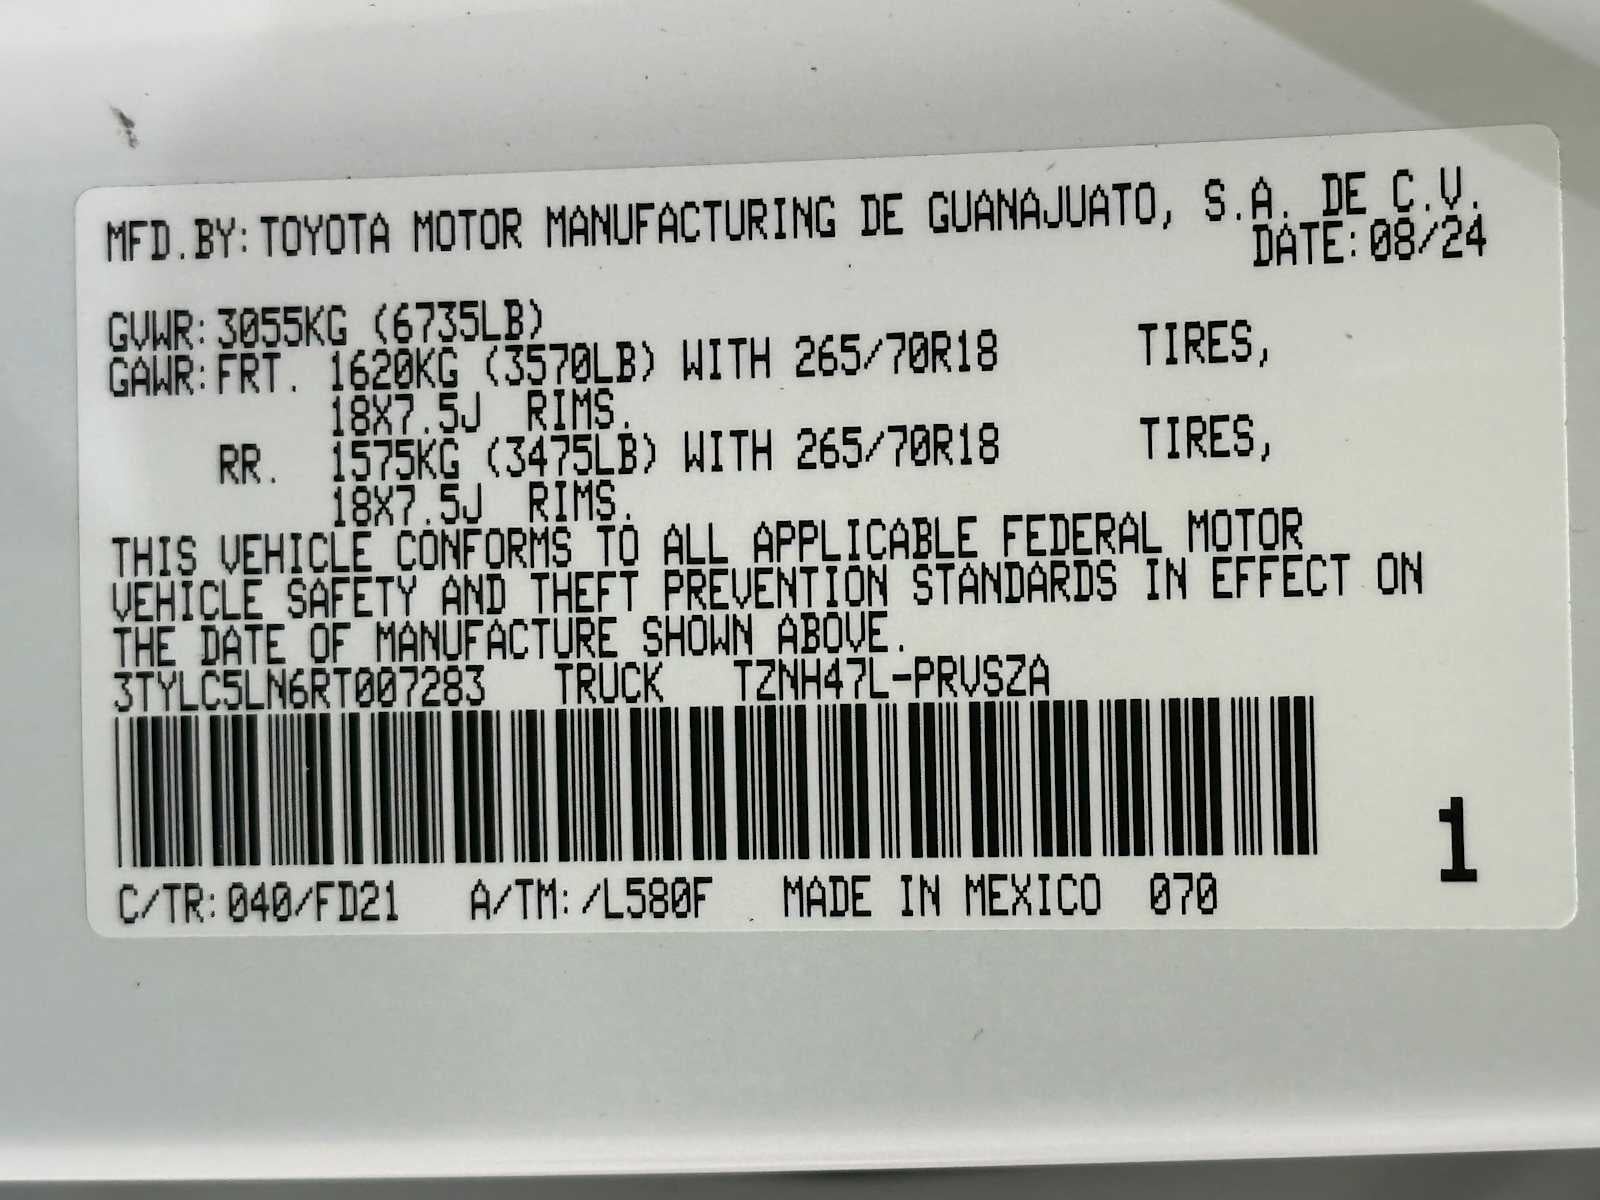 MFD.BY:TOYOTA MOTOR MANUFACTURING DE GUANAJUATO, S.A. DE C.V.
DATE:08/24
GVWR:3055KG (6735LB)
GAWR:FRT. 1620KG (3570LB) WITH 265/70R18 TIRES,
18X7.5J RIMS.
RR. 1575KG (3475LB) WITH 265/70R18 TIRES,
18X7.5J RIMS.
THIS VEHICLE CONFORMS TO ALL APPLICABLE FEDERAL MOTOR
VEHICLE SAFETY AND THEFT PREVENTION STANDARDS IN EFFECT ON
THE DATE OF MANUFACTURE SHOWN ABOVE.
3TYLC5LN6RT007283 TRUCK TZNH47L-PRVSZA
1
C/TR:040/FD21 A/TM:/L580F MADE IN MEXICO 070